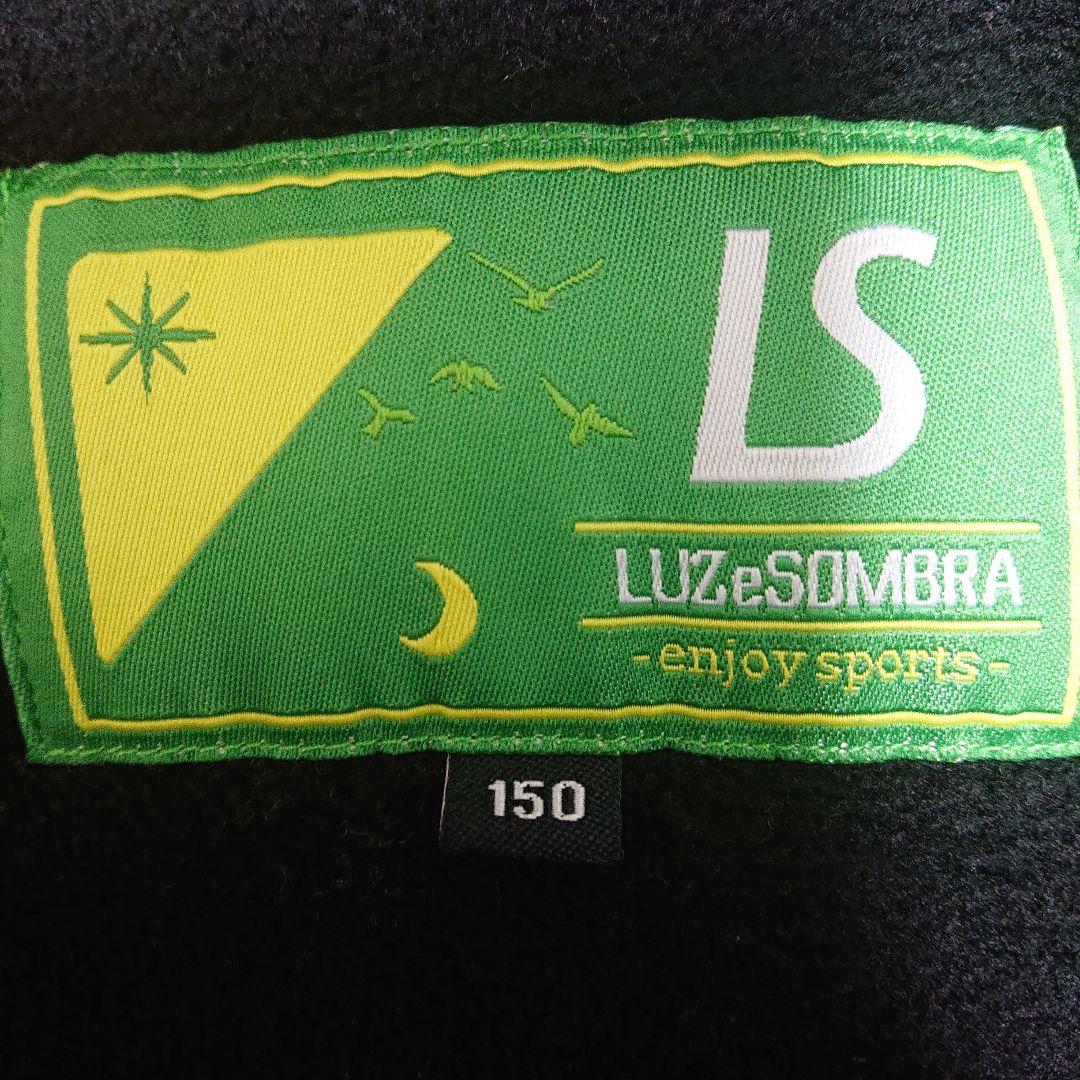 LS
LUZeSOMBRA
-enjoy sports-
150